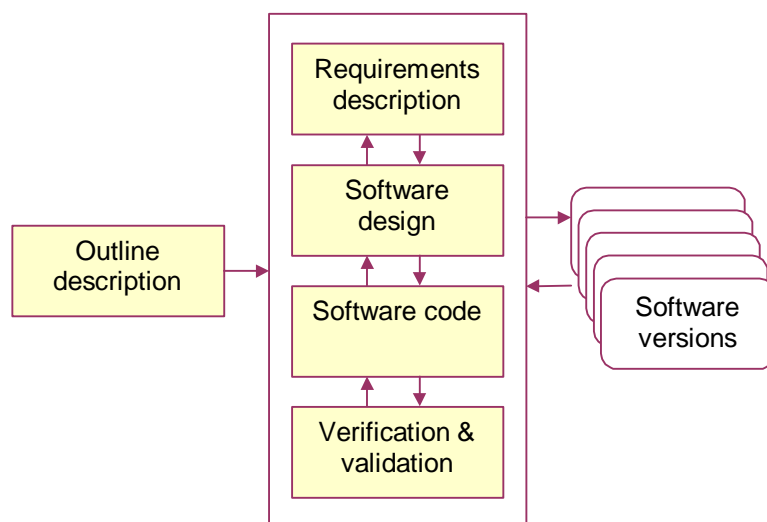 Requirements
description
Software
design
Outline
description
Software code
Software
versions
Verification &
validation